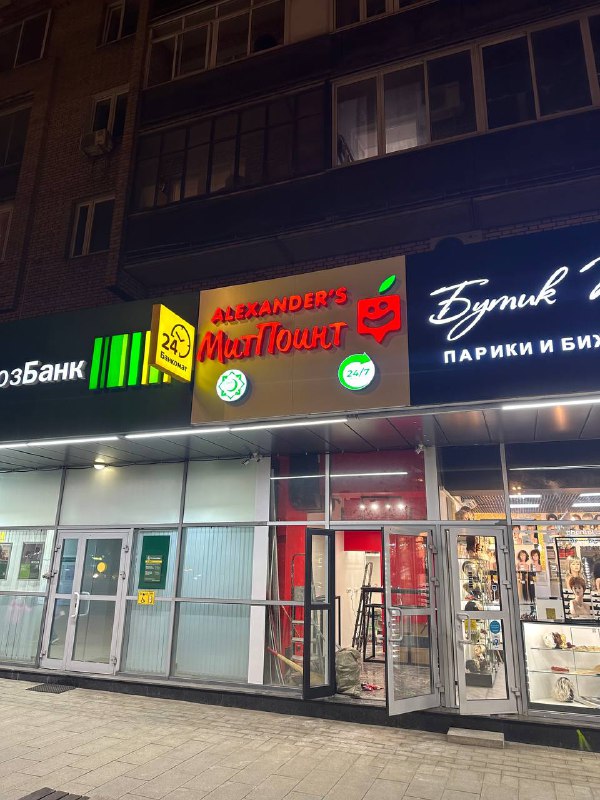 озБанк
24
Банкомат
ALEXANDER'S
МитПоинт
24/7
Бутик
ПАРИКИ И БИЖ